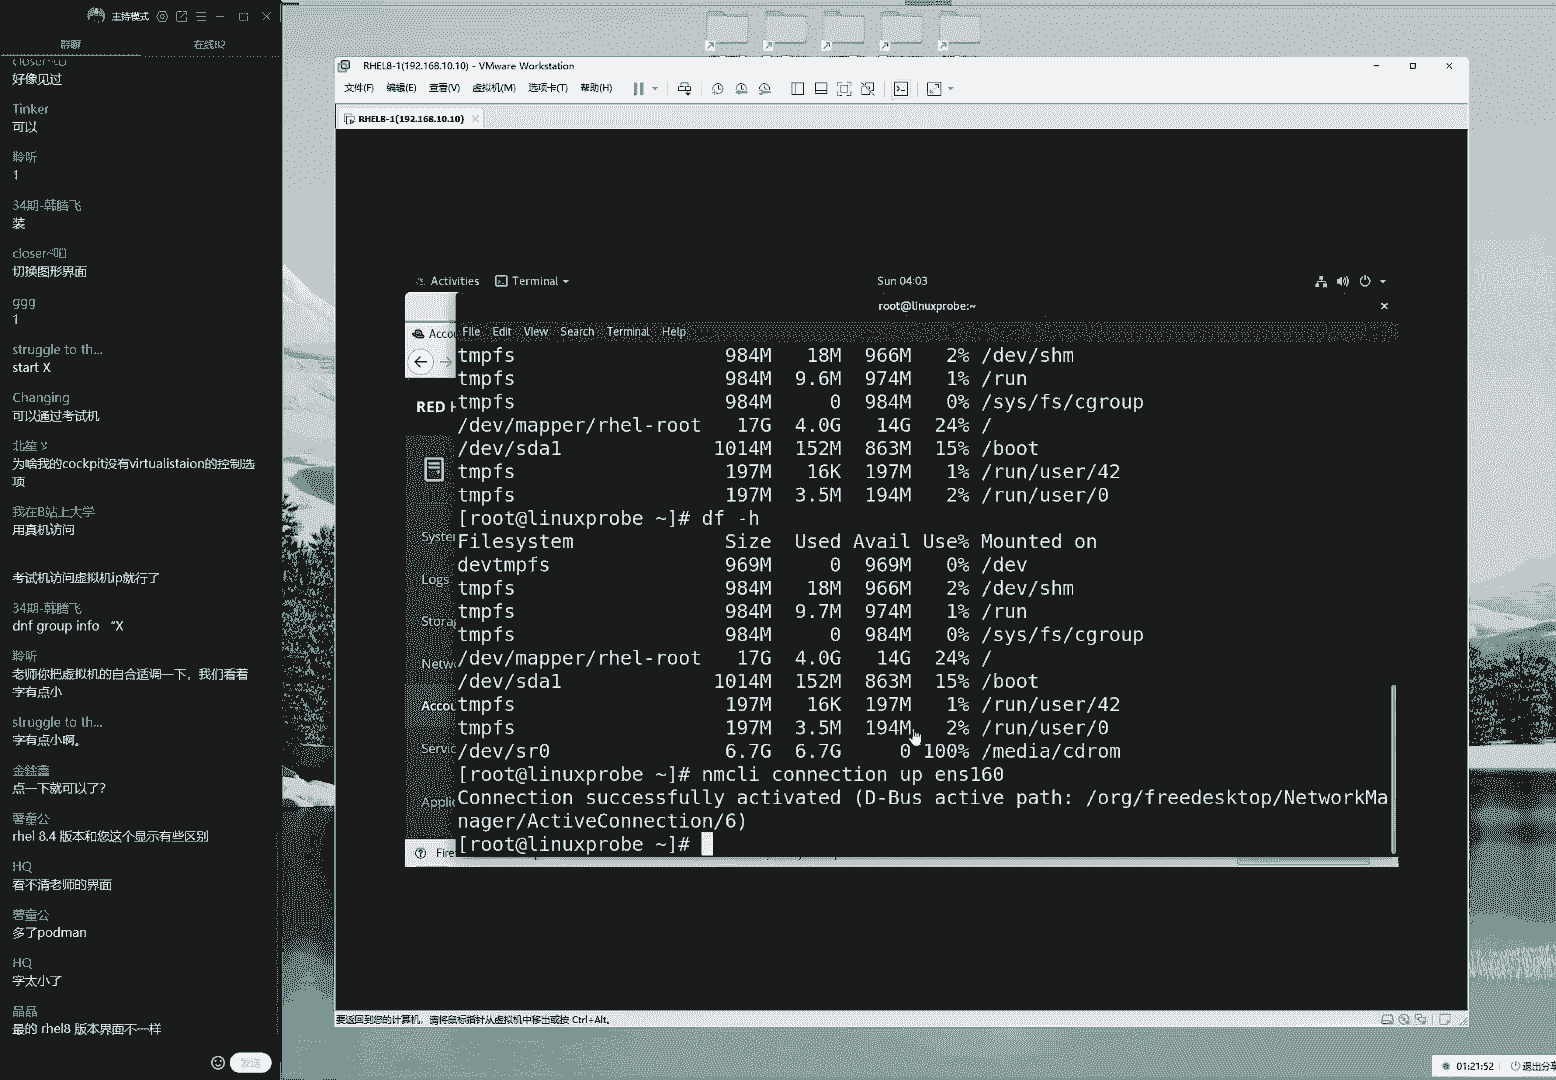 主持模式
聆聊
在线82
好像见过
Tinker
可以
聆听
1
34期-韩腾飞
装
切换图形界面
ggg
1
struggle to th...
start X
Changing
可以通过考试机
为啥我的cockpit没有virtualistaion的控制选
项
我在B站上大学
用真机访问
考试机访问虚拟机ip就行了
34期-韩腾飞
dnf group info “X
聆听
老师你把虚拟机的自合适调一下，我们看着
字有点小
struggle to th...
字有点小啊。
点一下就可以了?
薯童公
rhel 8.4 版本和您这个显示有些区别
HQ
看不清老师的界面
薯童公
多了podman
HQ
字太小了
晶晶
最的 rhel8 版本界面不一样
发送
RHEL8-1(192.168.10.10) - VMware Workstation
文件(F) 编辑(E) 查看(V) 虚拟机(M) 选项卡(T) 帮助(H)
RHEL8-1(192.168.10.10)
Activities
Terminal
Sun 04:03
root@linuxprobe:~
File Edit View Search Terminal Help
Acco
RED H
Syste
Logs
Stora
Netw
Accou
Servic
Applic
Fire
tmpfs 984M 18M 966M 2% /dev/shm
tmpfs 984M 9.6M 974M 1% /run
tmpfs 984M 0 984M 0% /sys/fs/cgroup
/dev/mapper/rhel-root 17G 4.0G 14G 24% /
/dev/sda1 1014M 152M 863M 15% /boot
tmpfs 197M 16K 197M 1% /run/user/42
tmpfs 197M 3.5M 194M 2% /run/user/0
[root@linuxprobe ~]# df -h
Filesystem Size Used Avail Use% Mounted on
devtmpfs 969M 0 969M 0% /dev
tmpfs 984M 18M 966M 2% /dev/shm
tmpfs 984M 9.7M 974M 1% /run
tmpfs 984M 0 984M 0% /sys/fs/cgroup
/dev/mapper/rhel-root 17G 4.0G 14G 24% /
/dev/sda1 1014M 152M 863M 15% /boot
tmpfs 197M 16K 197M 1% /run/user/42
tmpfs 197M 3.5M 194M 2% /run/user/0
/dev/sr0 6.7G 6.7G 0 100% /media/cdrom
[root@linuxprobe ~]# nmcli connection up ens160
Connection successfully activated (D-Bus active path: /org/freedesktop/NetworkMa
nager/ActiveConnection/6)
[root@linuxprobe ~]#
要返回到您的计算机，请将鼠标指针从虚拟机中移出或按 Ctrl+Alt。
01:21:52
退出分享